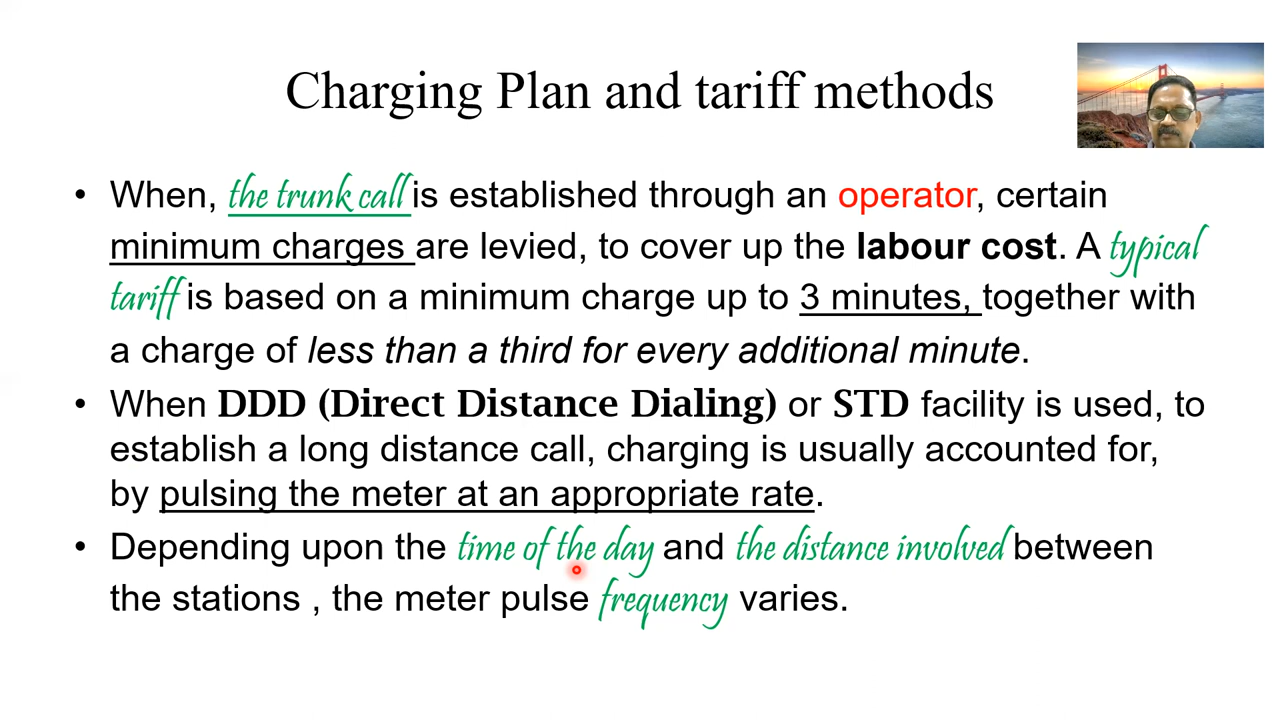 Charging Plan and tariff methods
• When, the trunk call is established through an operator, certain
minimum charges are levied, to cover up the labour cost. A typical
tariff is based on a minimum charge up to 3 minutes, together with
a charge of less than a third for every additional minute.
• When DDD (Direct Distance Dialing) or STD facility is used, to
establish a long distance call, charging is usually accounted for,
by pulsing the meter at an appropriate rate.
• Depending upon the time of the day and the distance involved between
the stations , the meter pulse frequency varies.